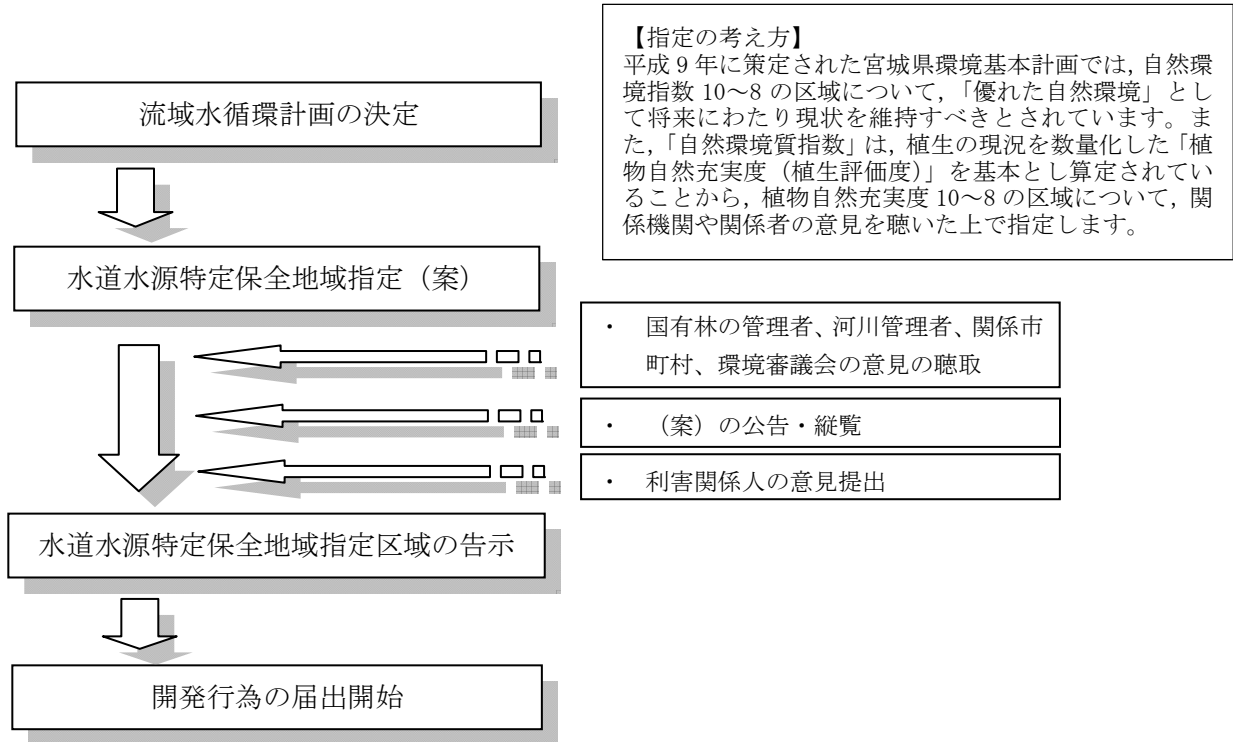 流域水循環計画の決定
【指定の考え方】
平成9年に策定された宮城県環境基本計画では,自然環
境指数10～8の区域について,「優れた自然環境」とし
て将来にわたり現状を維持すべきとされています。ま
た,「自然環境質指数」は,植生の現況を数量化した「植
物自然充実度（植生評価度）」を基本とし算定されてい
ることから,植物自然充実度10～8の区域について,関
係機関や関係者の意見を聴いた上で指定します。
水道水源特定保全地域指定（案）
・ 国有林の管理者、河川管理者、関係市
町村、環境審議会の意見の聴取
・ （案）の公告・縦覧
・ 利害関係人の意見提出
水道水源特定保全地域指定区域の告示
開発行為の届出開始